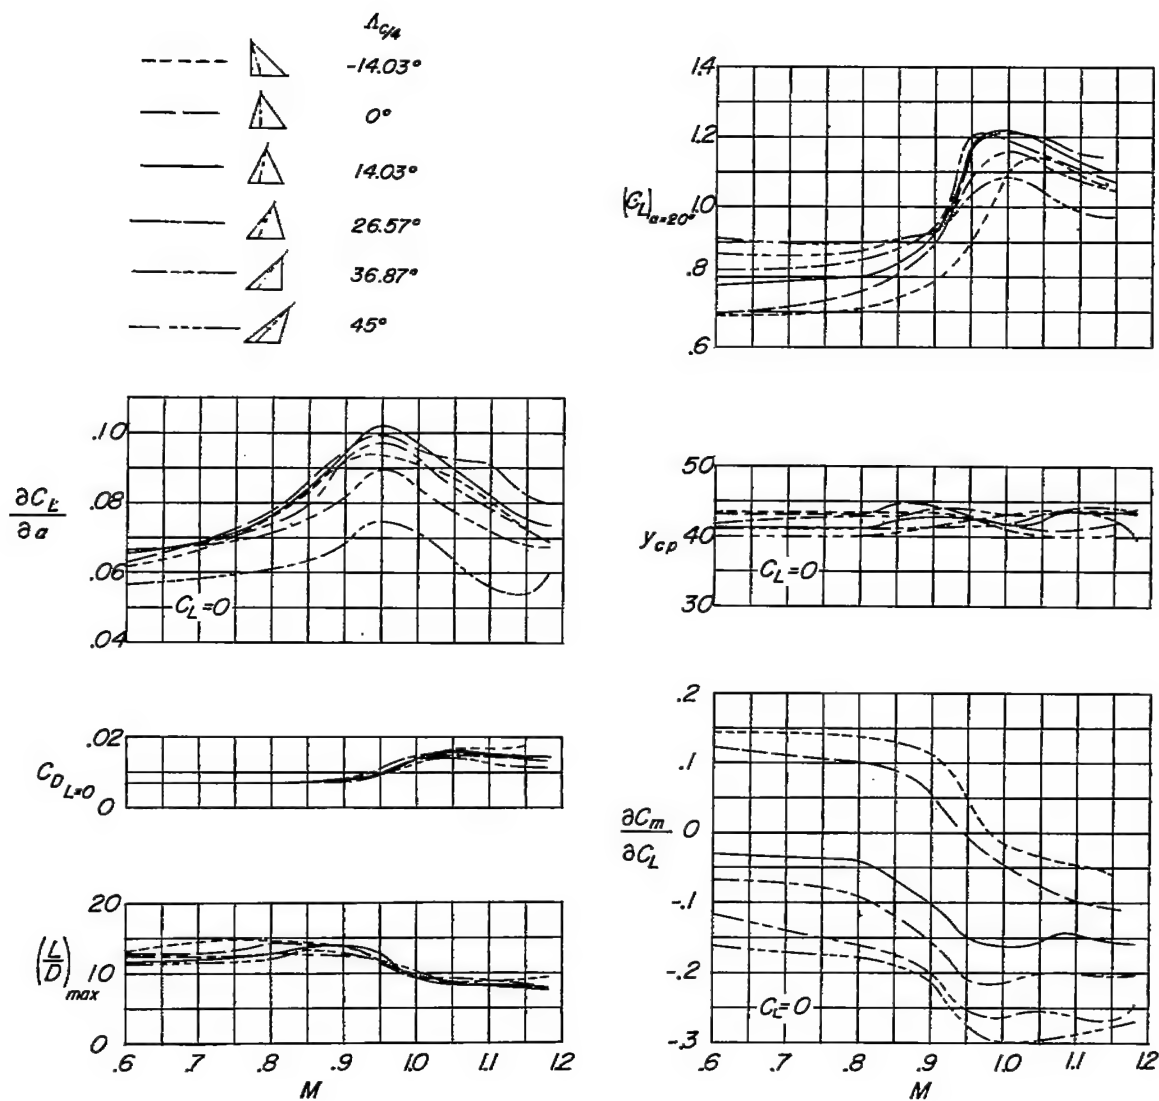 Λc/4
-14.03°
0°
14.03°
26.57°
36.87°
45°
1.4
1.2
(CL)α=20°
1.0
.8
.6
.10
∂CL
∂α
.08
.06
CL=0
.04
50
ycp
40
CL=0
30
.02
CD L=0
0
.2
.1
∂Cm
∂CL
0
-.1
-.2
CL=0
-.3
.6 .7 .8 .9 1.0 1.1 1.2
M
20
(L/D)max
10
0
.6 .7 .8 .9 1.0 1.1 1.2
M